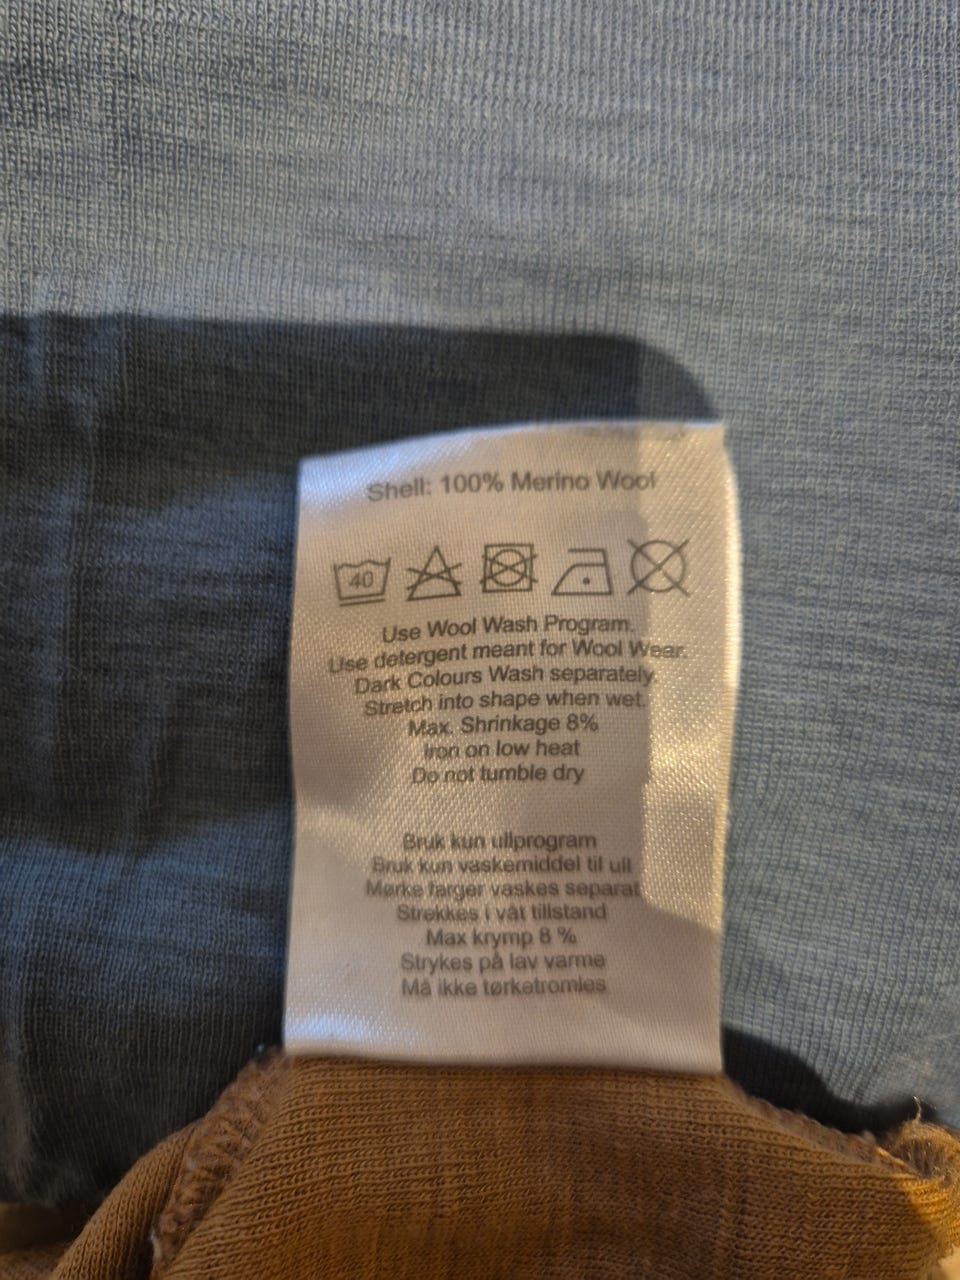 Shell: 100% Merino Wool
40
Use Wool Wash Program.
Use detergent meant for Wool Wear.
Dark Colours Wash separately.
Stretch into shape when wet.
Max. Shrinkage 8%
Iron on low heat
Do not tumble dry
Bruk kun ullprogram
Bruk kun vaskemiddel til ull
Mørke farger vaskes separat
Strekkes i våt tillstand
Max krymp 8 %
Strykes på lav varme
Må ikke tørketromles